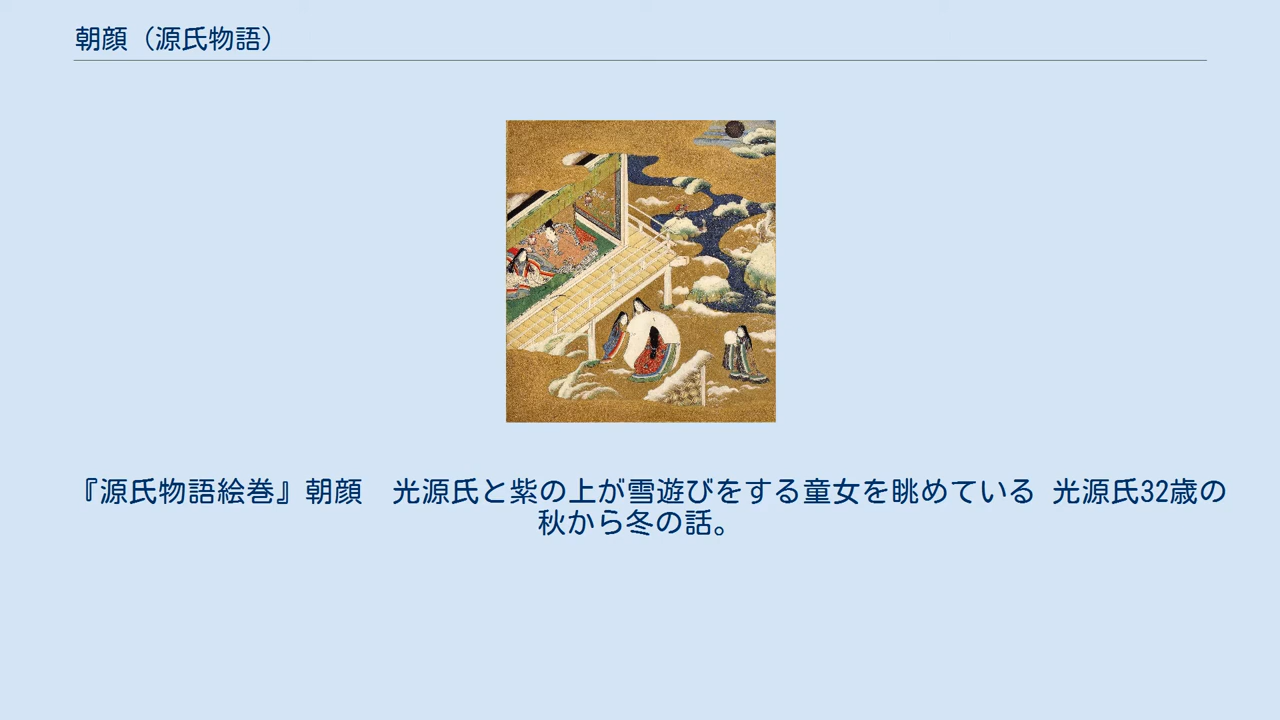 朝顔（源氏物語）
『源氏物語絵巻』朝顔　光源氏と紫の上が雪遊びをする童女を眺めている 光源氏32歳の
秋から冬の話。